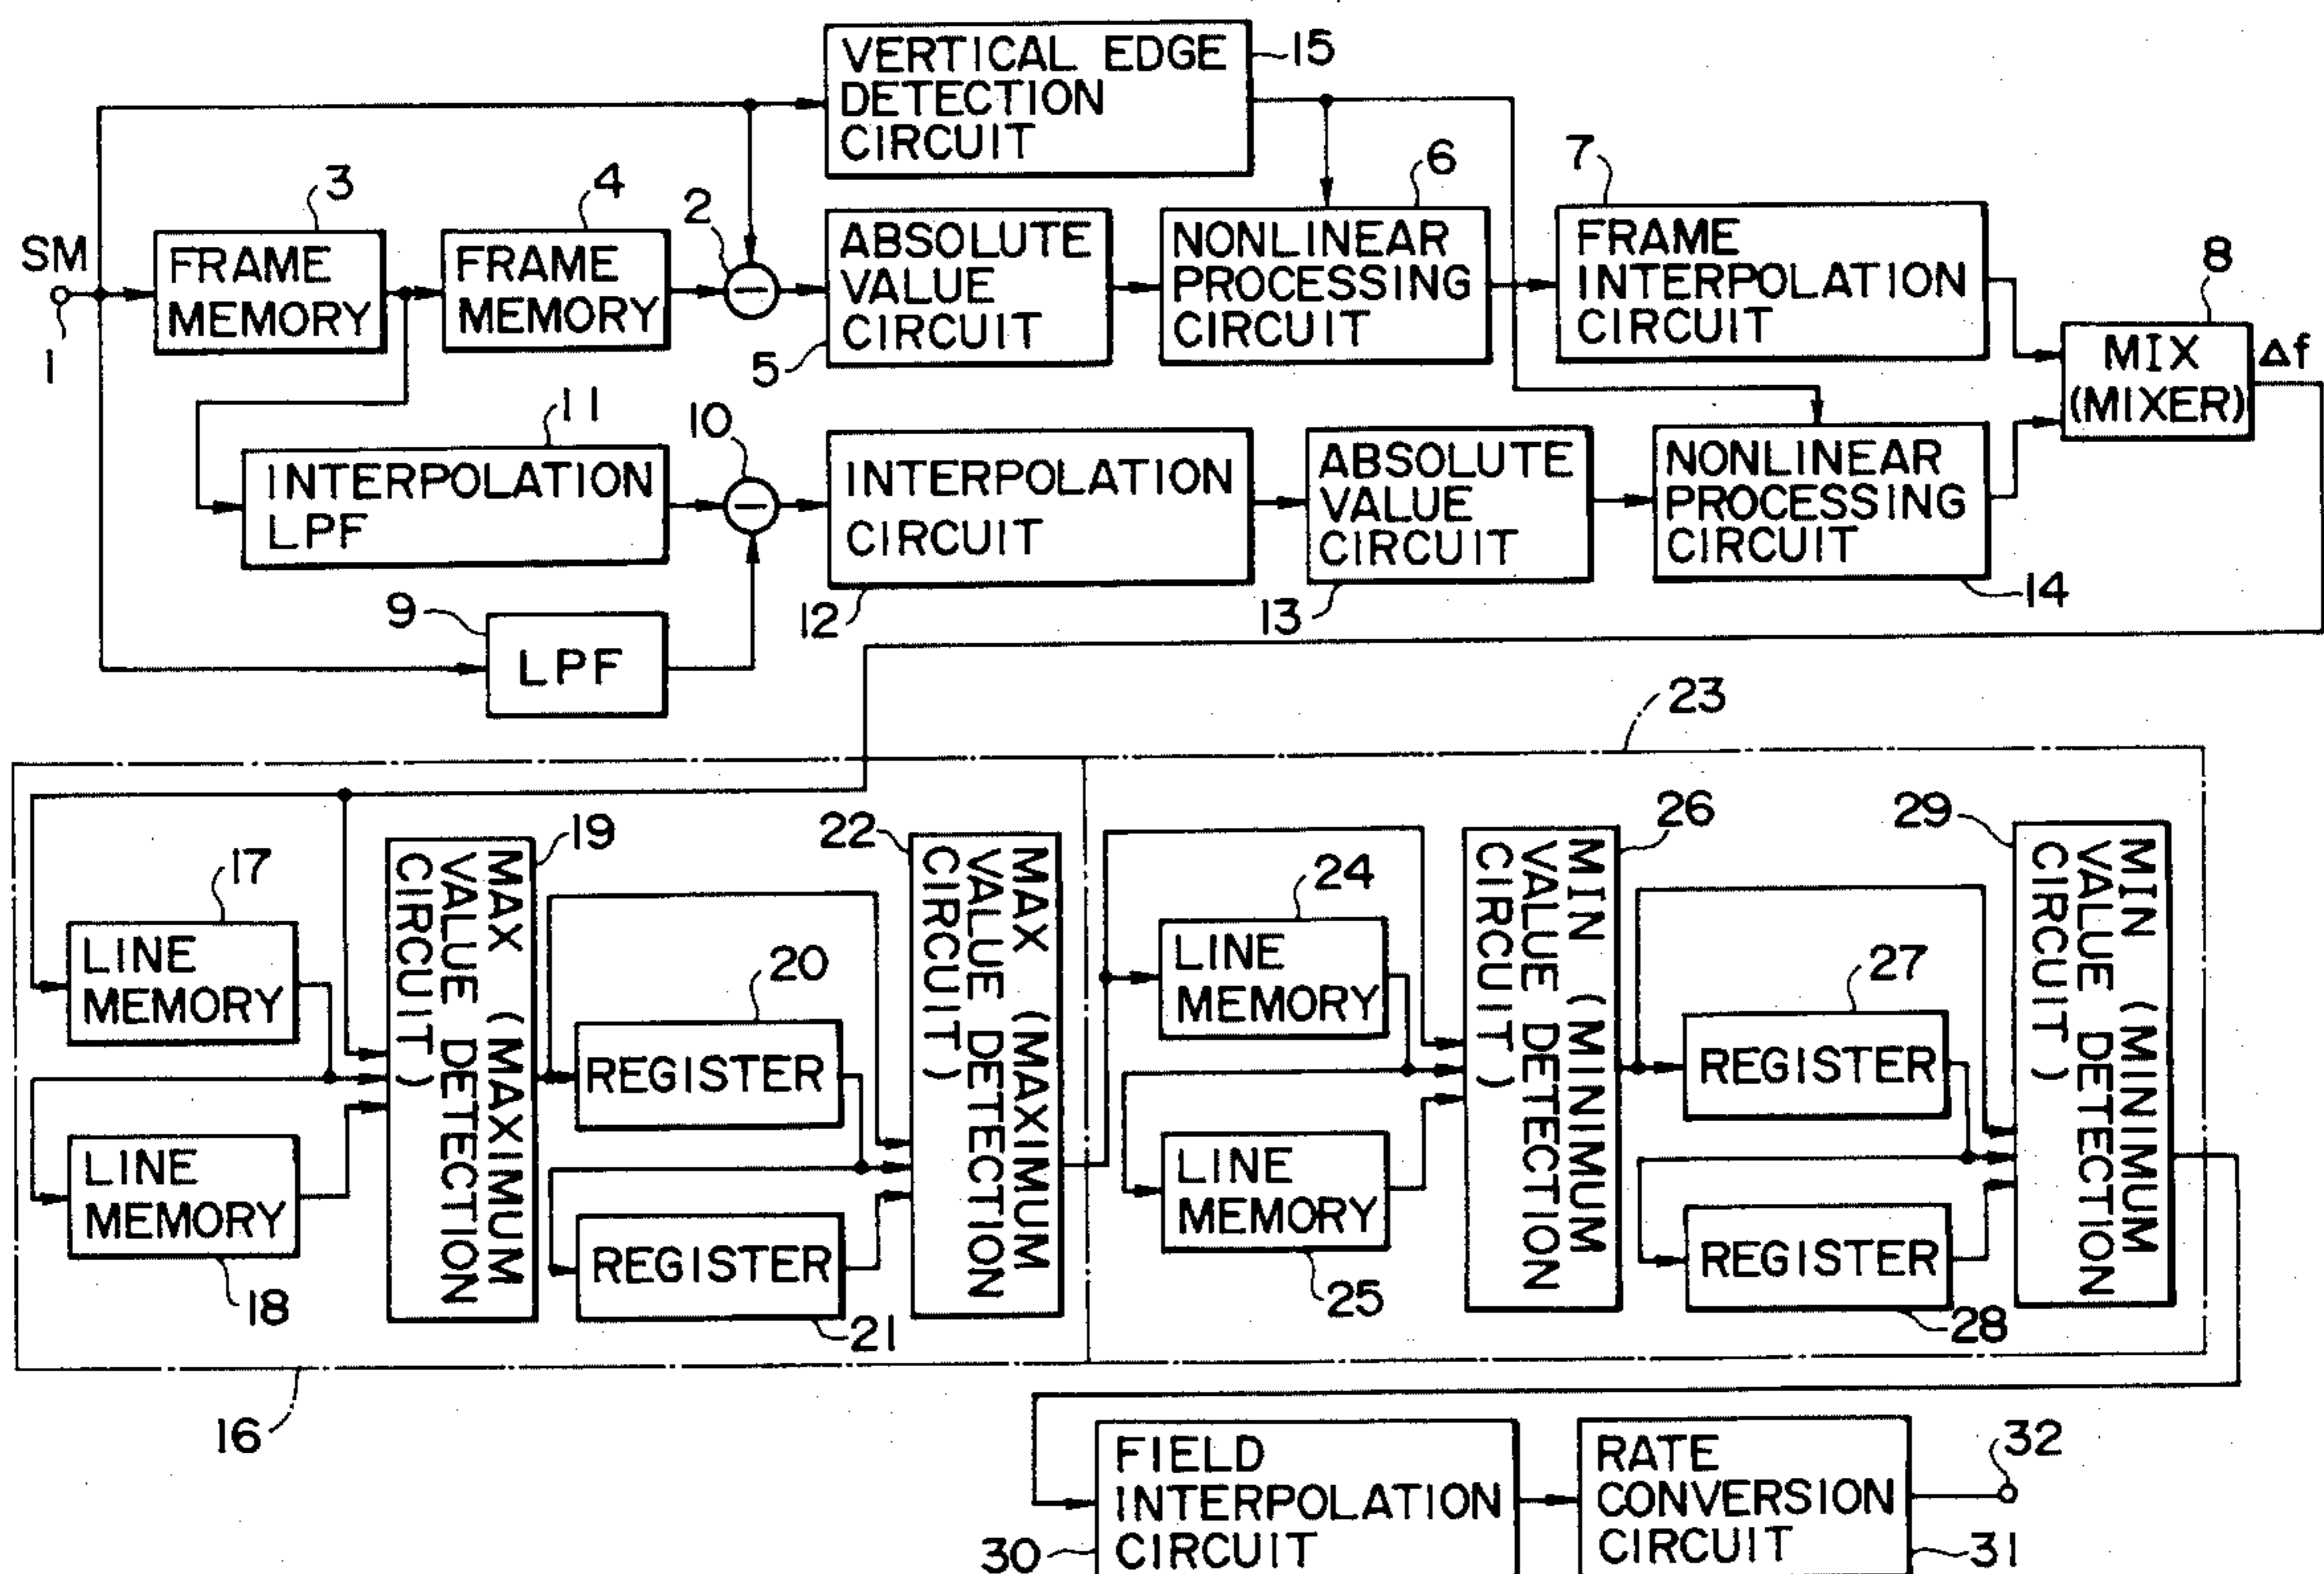 VERTICAL EDGE
DETECTION
CIRCUIT
15
SM
1
3
FRAME
MEMORY
4
FRAME
MEMORY
2
5
ABSOLUTE
VALUE
CIRCUIT
6
NONLINEAR
PROCESSING
CIRCUIT
7
FRAME
INTERPOLATION
CIRCUIT
8
MIX
(MIXER)
Δf
11
INTERPOLATION
LPF
10
INTERPOLATION
CIRCUIT
12
ABSOLUTE
VALUE
CIRCUIT
13
NONLINEAR
PROCESSING
CIRCUIT
14
9
LPF
23
17
LINE
MEMORY
LINE
MEMORY
18
19
MAX (MAXIMUM
VALUE DETECTION
CIRCUIT)
20
REGISTER
REGISTER
21
22
MAX (MAXIMUM
VALUE DETECTION
CIRCUIT)
24
LINE
MEMORY
LINE
MEMORY
25
26
MIN (MINIMUM
VALUE DETECTION
CIRCUIT)
27
REGISTER
REGISTER
28
29
MIN (MINIMUM
VALUE DETECTION
CIRCUIT)
16
30
FIELD
INTERPOLATION
CIRCUIT
RATE
CONVERSION
CIRCUIT
31
32